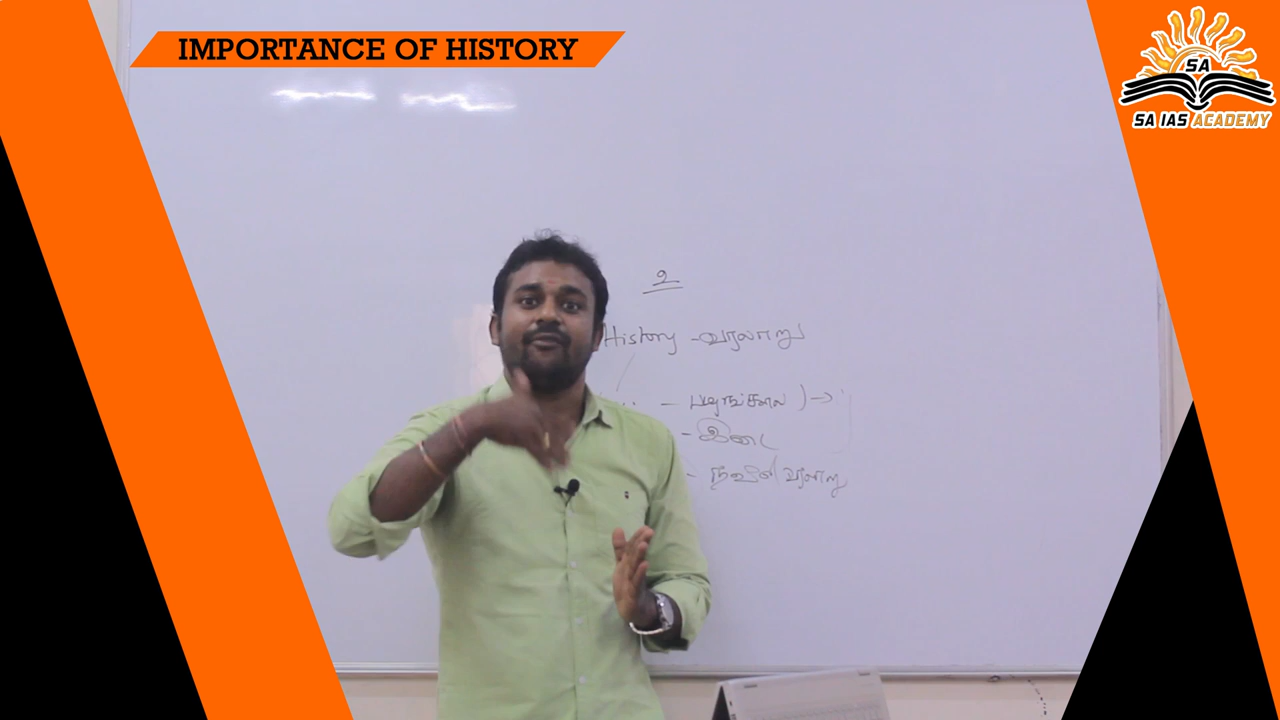 IMPORTANCE OF HISTORY
SA
SA IAS ACADEMY
உ
History - வரலாறு
- பழங்கால ) →
- இடை
- நவீன வரலாறு